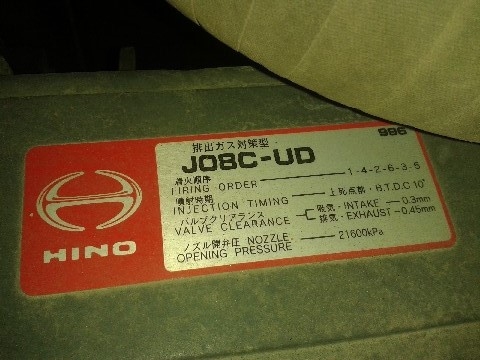 排出ガス対策型
996
J08C-UD
着火順序
FIRING ORDER 1-4-2-6-3-5
噴射時期
INJECTION TIMING 上死点前・B.T.D.C 10°
バルブクリアランス
VALVE CLEARANCE
吸気・INTAKE 0.3mm
排気・EXHAUST 0.45mm
ノズル開弁圧 NOZZLE
OPENING PRESSURE 21600kPa
HINO